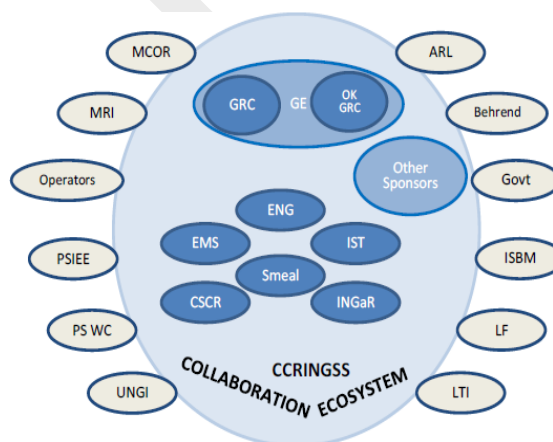 MCOR
ARL
GRC
GE
OK
GRC
MRI
Behrend
Operators
Other
Sponsors
Govt
ENG
EMS
IST
PSIEE
Smeal
ISBM
CSCR
INGaR
PS WC
LF
CCRINGSS
COLLABORATION ECOSYSTEM
UNGI
LTI